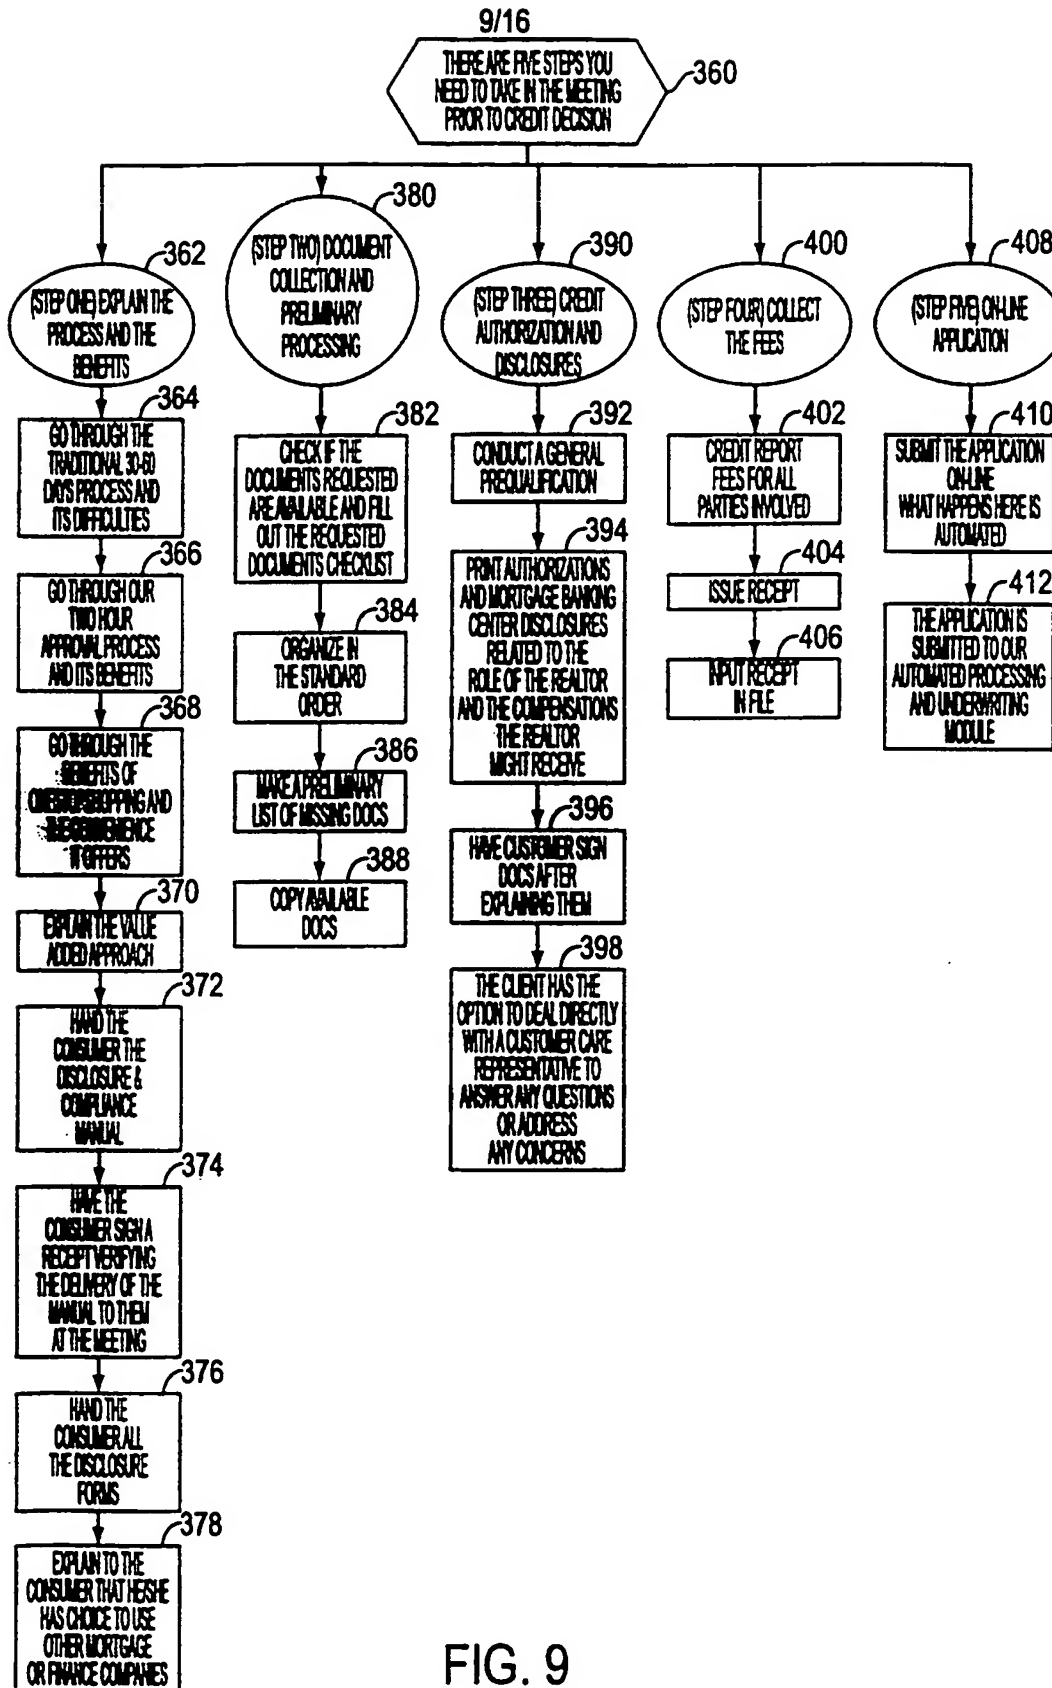 9/16
THERE ARE FIVE STEPS YOU
NEED TO TAKE IN THE MEETING
PRIOR TO CREDIT DECISION
360
362
(STEP ONE) EXPLAIN THE
PROCESS AND THE
BENEFITS
364
GO THROUGH THE
TRADITIONAL 30-60
DAYS PROCESS AND
ITS DIFFICULTIES
366
GO THROUGH OUR
TWO HOUR
APPROVAL PROCESS
AND ITS BENEFITS
368
GO THROUGH THE
BENEFITS OF
ONE STOP SHOPPING AND
THE CONVENIENCE
IT OFFERS
370
EXPLAIN THE VALUE
ADDED APPROACH
372
HAND THE
CONSUMER THE
DISCLOSURE &
COMPLIANCE
MANUAL
374
HAVE THE
CONSUMER SIGN A
RECEIPT VERIFYING
THE DELIVERY OF THE
MANUAL TO THEM
AT THE MEETING
376
HAND THE
CONSUMER ALL
THE DISCLOSURE
FORMS
378
EXPLAIN TO THE
CONSUMER THAT HE/SHE
HAS CHOICE TO USE
OTHER MORTGAGE
OR FINANCE COMPANIES
380
(STEP TWO) DOCUMENT
COLLECTION AND
PRELIMINARY
PROCESSING
382
CHECK IF THE
DOCUMENTS REQUESTED
ARE AVAILABLE AND FILL
OUT THE REQUESTED
DOCUMENTS CHECKLIST
384
ORGANIZE IN
THE STANDARD
ORDER
386
MAKE A PRELIMINARY
LIST OF MISSING DOCS
388
COPY AVAILABLE
DOCS
390
(STEP THREE) CREDIT
AUTHORIZATION AND
DISCLOSURES
392
CONDUCT A GENERAL
PREQUALIFICATION
394
PRINT AUTHORIZATIONS
AND MORTGAGE BANKING
CENTER DISCLOSURES
RELATED TO THE
ROLE OF THE REALTOR
AND THE COMPENSATIONS
THE REALTOR
MIGHT RECEIVE
396
HAVE CUSTOMER SIGN
DOCS AFTER
EXPLAINING THEM
398
THE CLIENT HAS THE
OPTION TO DEAL DIRECTLY
WITH A CUSTOMER CARE
REPRESENTATIVE TO
ANSWER ANY QUESTIONS
OR ADDRESS
ANY CONCERNS
400
(STEP FOUR) COLLECT
THE FEES
402
CREDIT REPORT
FEES FOR ALL
PARTIES INVOLVED
404
ISSUE RECEIPT
406
INPUT RECEIPT
IN FILE
408
(STEP FIVE) ON-LINE
APPLICATION
410
SUBMIT THE APPLICATION
ON-LINE
WHAT HAPPENS HERE IS
AUTOMATED
412
THE APPLICATION IS
SUBMITTED TO OUR
AUTOMATED PROCESSING
AND UNDERWRITING
MODULE
FIG. 9